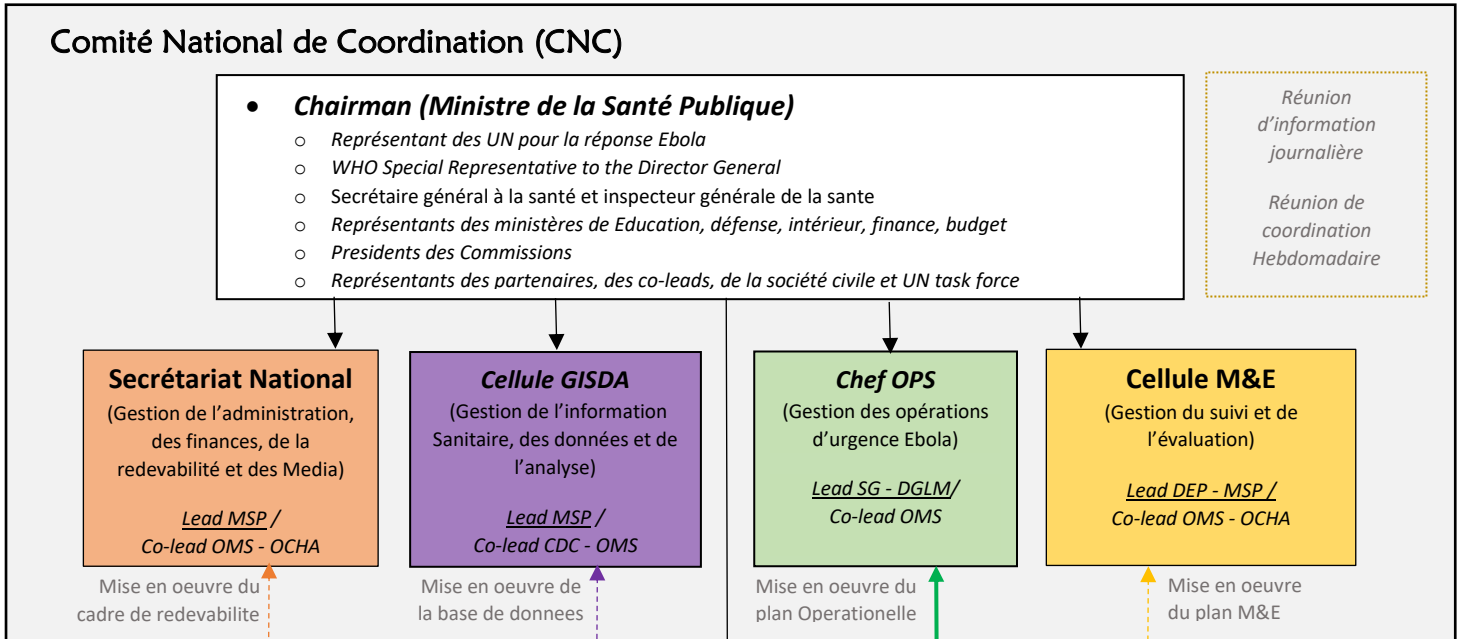 Comité National de Coordination (CNC)
• Chairman (Ministre de la Santé Publique)
o Représentant des UN pour la réponse Ebola
o WHO Special Representative to the Director General
o Secrétaire général à la santé et inspecteur générale de la sante
o Représentants des ministères de Education, défense, intérieur, finance, budget
o Presidents des Commissions
o Représentants des partenaires, des co-leads, de la société civile et UN task force
Réunion
d'information
journalière
Réunion de
coordination
Hebdomadaire
Secrétariat National
(Gestion de l'administration,
des finances, de la
redevabilité et des Media)
Lead MSP /
Co-lead OMS - OCHA
Cellule GISDA
(Gestion de l'information
Sanitaire, des données et de
l'analyse)
Lead MSP /
Co-lead CDC - OMS
Chef OPS
(Gestion des opérations
d'urgence Ebola)
Lead SG - DGLM/
Co-lead OMS
Cellule M&E
(Gestion du suivi et de
l'évaluation)
Lead DEP - MSP /
Co-lead OMS - OCHA
Mise en oeuvre du
cadre de redevabilite
Mise en oeuvre de
la base de donnees
Mise en oeuvre du
plan Operationelle
Mise en oeuvre
du plan M&E